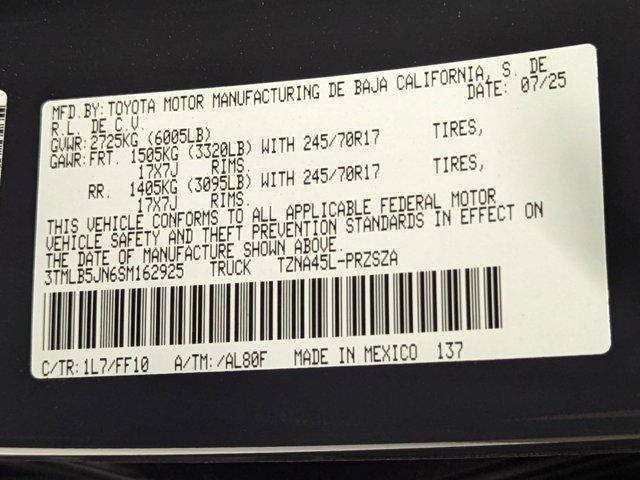 MFD.BY: TOYOTA MOTOR MANUFACTURING DE BAJA CALIFORNIA, S. DE
R.L. DE C.V. DATE: 07/25
GVWR: 2725KG (6005LB)
GAWR: FRT. 1505KG (3320LB) WITH 245/70R17 TIRES,
17X7J RIMS.
RR. 1405KG (3095LB) WITH 245/70R17 TIRES,
17X7J RIMS.
THIS VEHICLE CONFORMS TO ALL APPLICABLE FEDERAL MOTOR
VEHICLE SAFETY AND THEFT PREVENTION STANDARDS IN EFFECT ON
THE DATE OF MANUFACTURE SHOWN ABOVE.
3TMLB5JN6SM162925 TRUCK TZNA45L-PRZSZA
C/TR: 1L7/FF10 A/TM: /AL80F MADE IN MEXICO 137